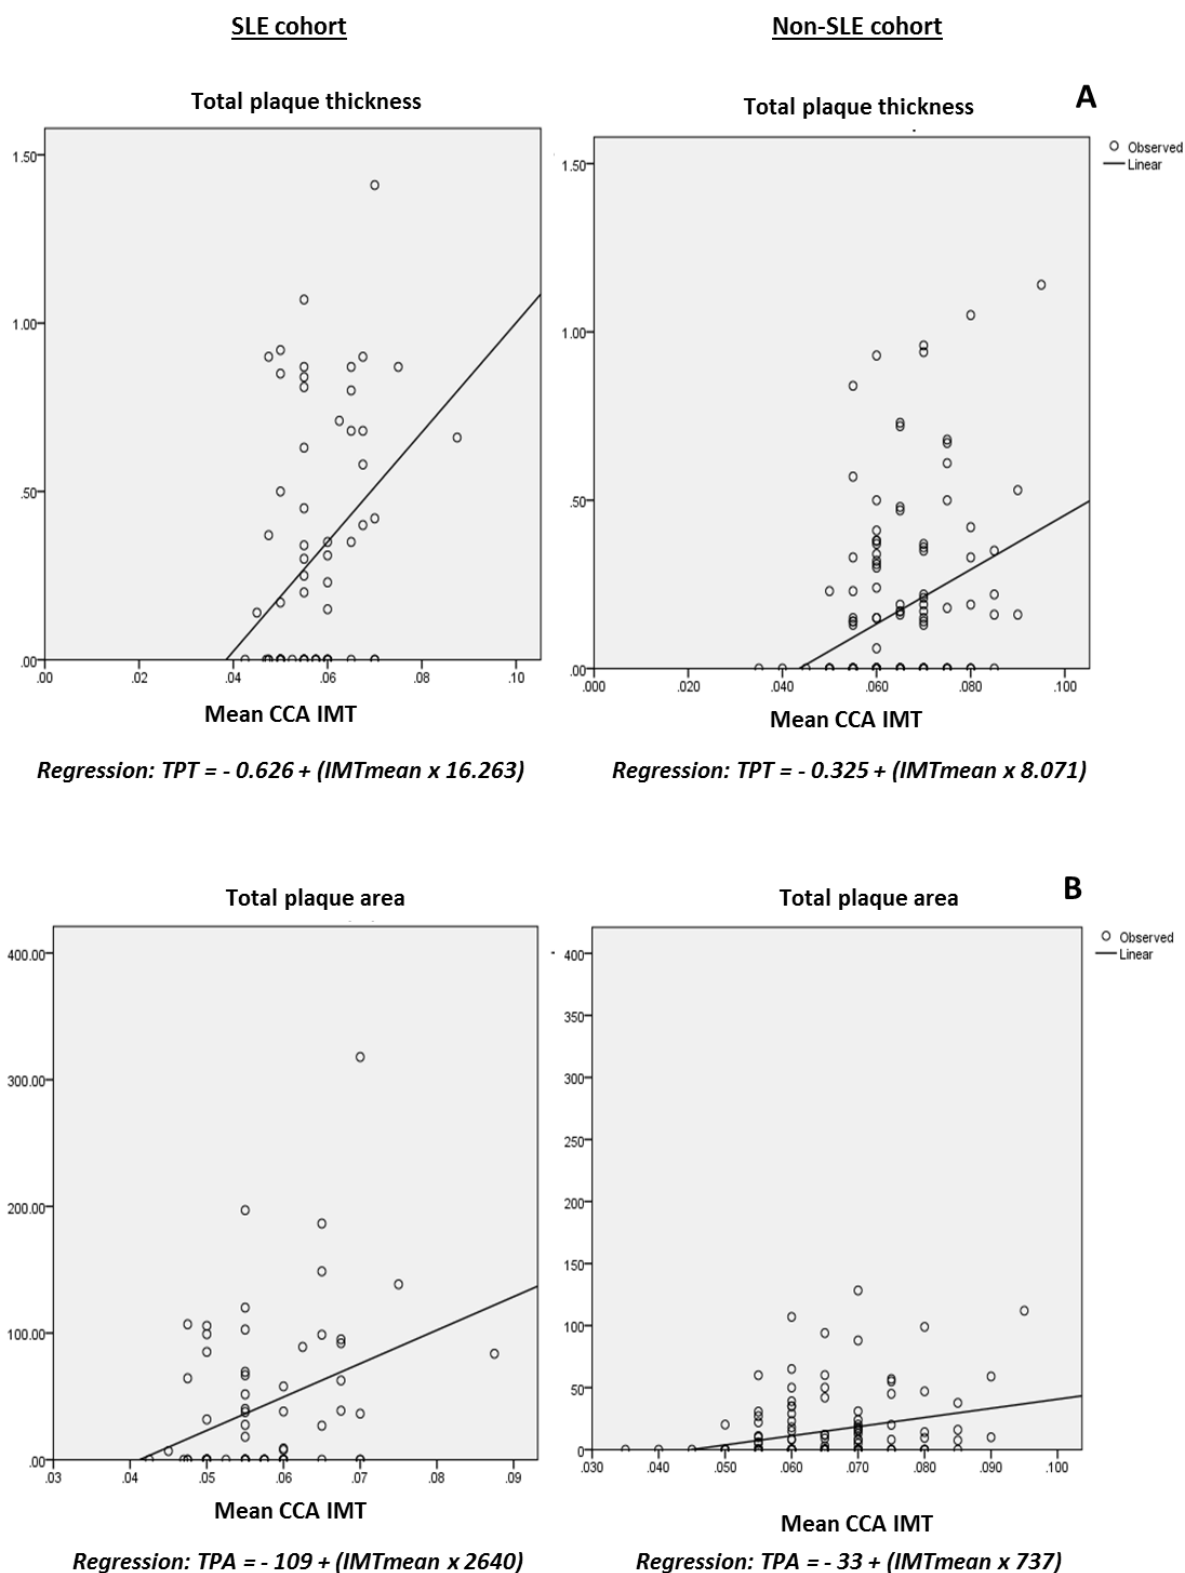 SLE cohort
Non-SLE cohort
A
Total plaque thickness
Total plaque thickness
1.50
1.00
.50
.00
.00 .02 .04 .06 .08 .10
Mean CCA IMT
Regression: TPT = - 0.626 + (IMTmean x 16.263)
1.50
1.00
.50
.00
.000 .020 .040 .060 .080 .100
Mean CCA IMT
Regression: TPT = - 0.325 + (IMTmean x 8.071)
Observed
Linear
B
Total plaque area
Total plaque area
400.00
300.00
200.00
100.00
.00
.03 .04 .05 .06 .07 .08 .09
Mean CCA IMT
Regression: TPA = - 109 + (IMTmean x 2640)
400
350
300
250
200
150
100
50
0
.030 .040 .050 .060 .070 .080 .090 .100
Mean CCA IMT
Regression: TPA = - 33 + (IMTmean x 737)
Observed
Linear